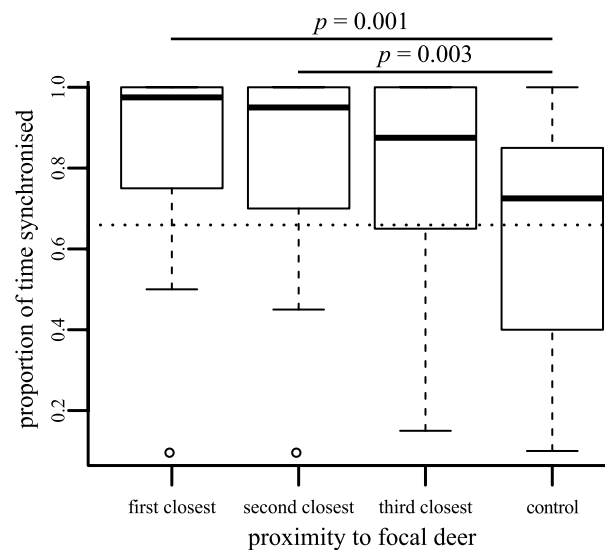 p = 0.001
p = 0.003
proportion of time synchronised
1.0
0.8
0.6
0.4
0.2
first closest second closest third closest control
proximity to focal deer